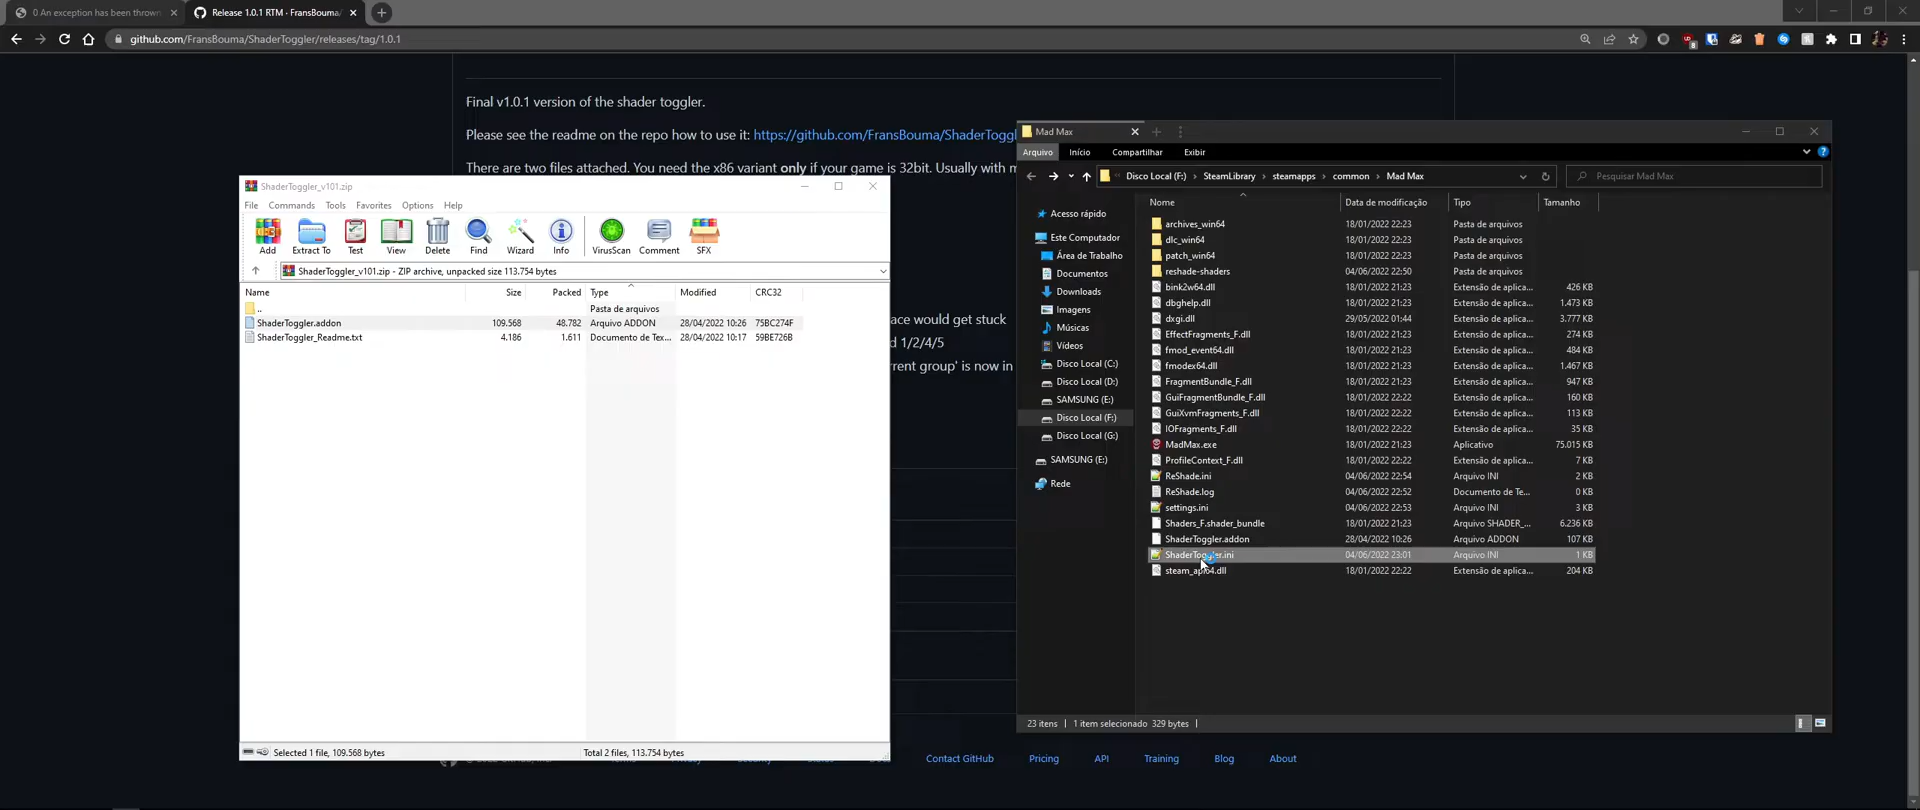 0 An exception has been thrown
Release 1.0.1 RTM · FransBouma/
github.com/FransBouma/ShaderToggler/releases/tag/1.0.1
Final v1.0.1 version of the shader toggler.
Please see the readme on the repo how to use it: https://github.com/FransBouma/ShaderToggl
There are two files attached. You need the x86 variant only if your game is 32bit. Usually with m
ace would get stuck
d 1/2/4/5
rrent group' is now in
Contact GitHub Pricing API Training Blog About
ShaderToggler_v101.zip
File Commands Tools Favorites Options Help
Add Extract To Test View Delete Find Wizard Info VirusScan Comment SFX
ShaderToggler_v101.zip - ZIP archive, unpacked size 113.754 bytes
Name Size Packed Type Modified CRC32
.. Pasta de arquivos
ShaderToggler.addon 109.568 48.782 Arquivo ADDON 28/04/2022 10:26 75BC274F
ShaderToggler_Readme.txt 4.186 1.611 Documento de Tex... 28/04/2022 10:17 59BE726B
Selected 1 file, 109.568 bytes Total 2 files, 113.754 bytes
Mad Max
Arquivo Início Compartilhar Exibir
Disco Local (F:) > SteamLibrary > steamapps > common > Mad Max
Pesquisar Mad Max
Acesso rápido
Este Computador
Área de Trabalho
Documentos
Downloads
Imagens
Músicas
Vídeos
Disco Local (C:)
Disco Local (D:)
SAMSUNG (E:)
Disco Local (F:)
Disco Local (G:)
SAMSUNG (E:)
Rede
Nome Data de modificação Tipo Tamanho
archives_win64 18/01/2022 22:23 Pasta de arquivos
dlc_win64 18/01/2022 22:23 Pasta de arquivos
patch_win64 18/01/2022 22:23 Pasta de arquivos
reshade-shaders 04/06/2022 22:50 Pasta de arquivos
bink2w64.dll 18/01/2022 21:23 Extensão de aplica... 426 KB
dbghelp.dll 18/01/2022 21:23 Extensão de aplica... 1.473 KB
dxgi.dll 29/05/2022 01:44 Extensão de aplica... 3.777 KB
EffectFragments_F.dll 18/01/2022 21:23 Extensão de aplica... 274 KB
fmod_event64.dll 18/01/2022 21:23 Extensão de aplica... 484 KB
fmodex64.dll 18/01/2022 21:23 Extensão de aplica... 1.467 KB
FragmentBundle_F.dll 18/01/2022 21:23 Extensão de aplica... 947 KB
GuiFragmentBundle_F.dll 18/01/2022 22:22 Extensão de aplica... 160 KB
GuiXvmFragments_F.dll 18/01/2022 22:22 Extensão de aplica... 113 KB
IOFragments_F.dll 18/01/2022 22:22 Extensão de aplica... 35 KB
MadMax.exe 18/01/2022 21:23 Aplicativo 75.015 KB
ProfileContext_F.dll 18/01/2022 22:22 Extensão de aplica... 7 KB
ReShade.ini 04/06/2022 22:54 Arquivo INI 2 KB
ReShade.log 04/06/2022 22:52 Documento de Te... 0 KB
settings.ini 04/06/2022 22:53 Arquivo INI 3 KB
Shaders_F.shader_bundle 18/01/2022 21:23 Arquivo SHADER_... 6.236 KB
ShaderToggler.addon 28/04/2022 10:26 Arquivo ADDON 107 KB
ShaderToggler.ini 04/06/2022 23:01 Arquivo INI 1 KB
steam_api64.dll 18/01/2022 22:22 Extensão de aplica... 204 KB
23 itens 1 item selecionado 329 bytes